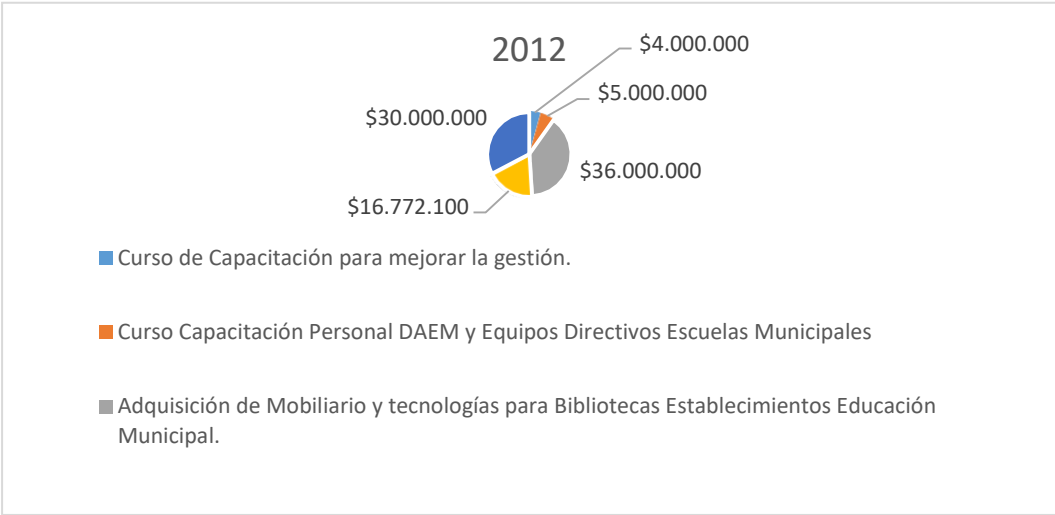 2012
$4.000.000
$5.000.000
$30.000.000
$36.000.000
$16.772.100
Curso de Capacitación para mejorar la gestión.
Curso Capacitación Personal DAEM y Equipos Directivos Escuelas Municipales
Adquisición de Mobiliario y tecnologías para Bibliotecas Establecimientos Educación
Municipal.